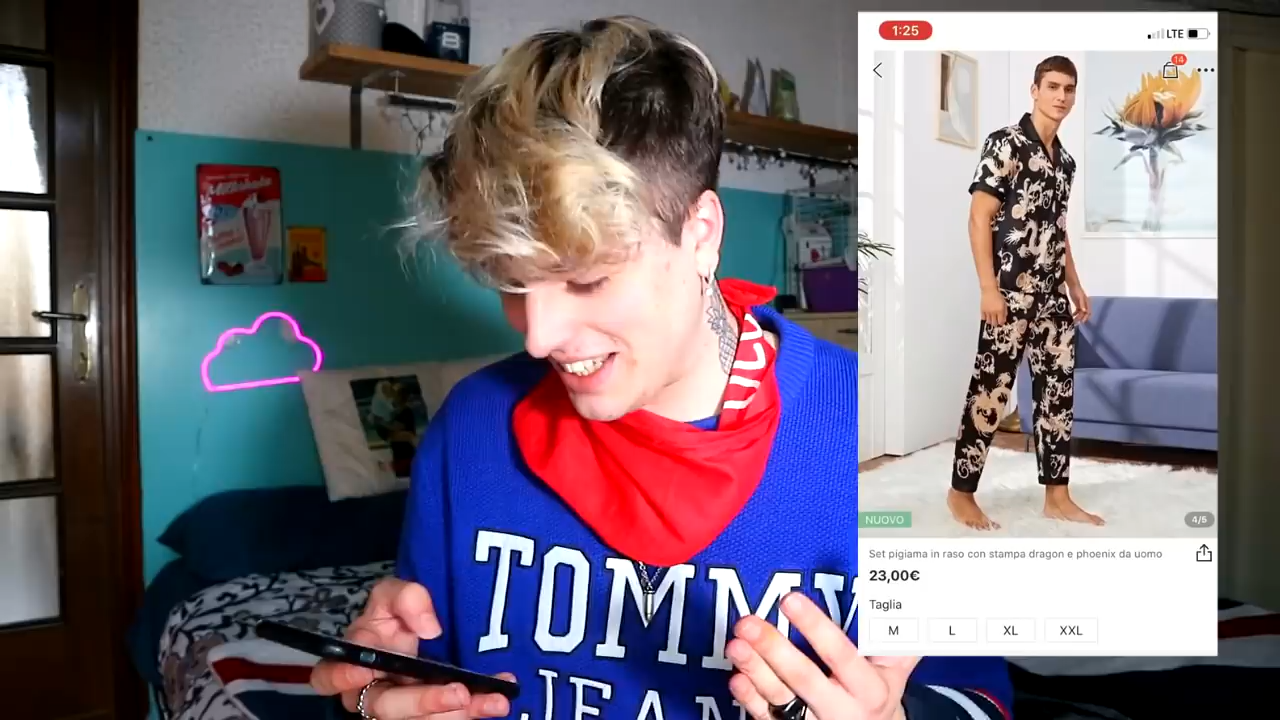 Milkshake
TOMMY
JEAN
1:25
LTE
14
NUOVO
4/5
Set pigiama in raso con stampa dragon e phoenix da uomo
23,00€
Taglia
M
L
XL
XXL